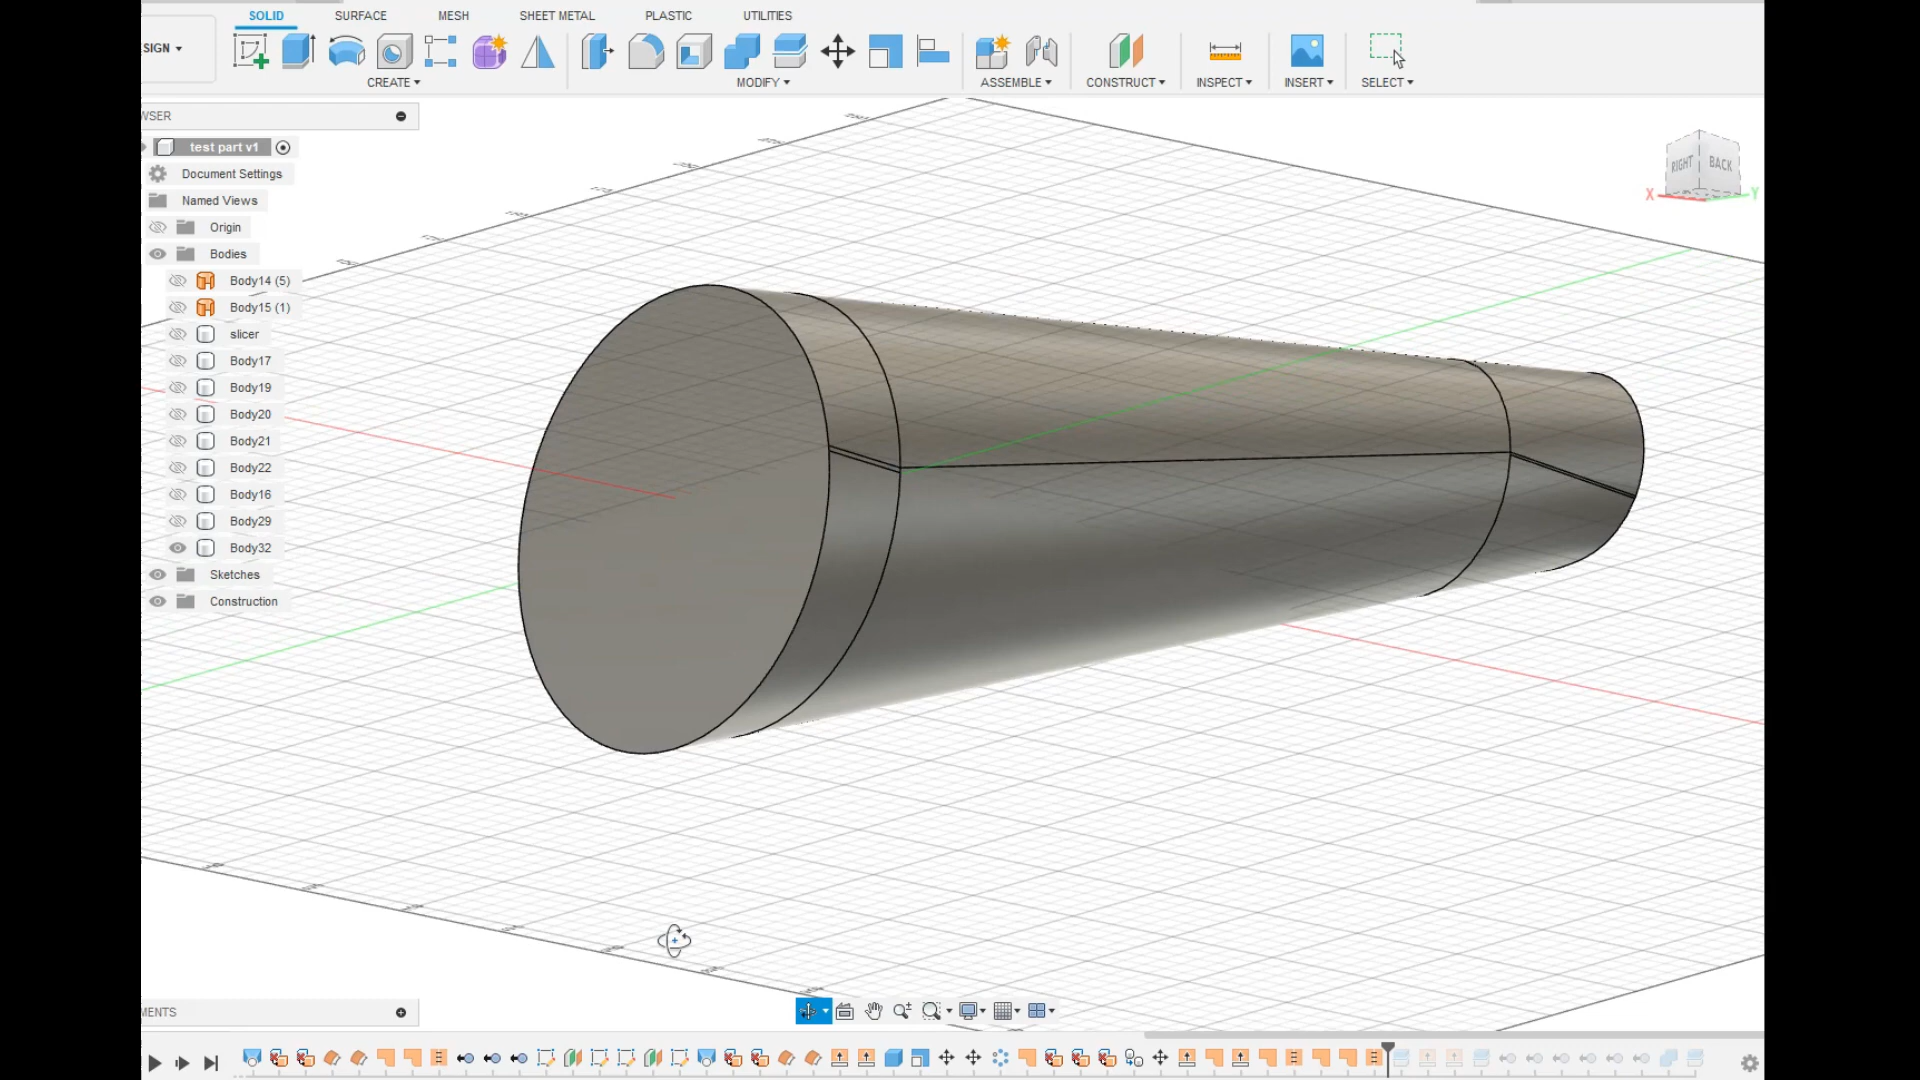 SOLID SURFACE MESH SHEET METAL PLASTIC UTILITIES
SIGN
CREATE MODIFY ASSEMBLE CONSTRUCT INSPECT INSERT SELECT
WSER
test part v1
Document Settings
Named Views
Origin
Bodies
Body14 (5)
Body15 (1)
slicer
Body17
Body19
Body20
Body21
Body22
Body16
Body29
Body32
Sketches
Construction
RIGHT BACK
X Y
MENTS